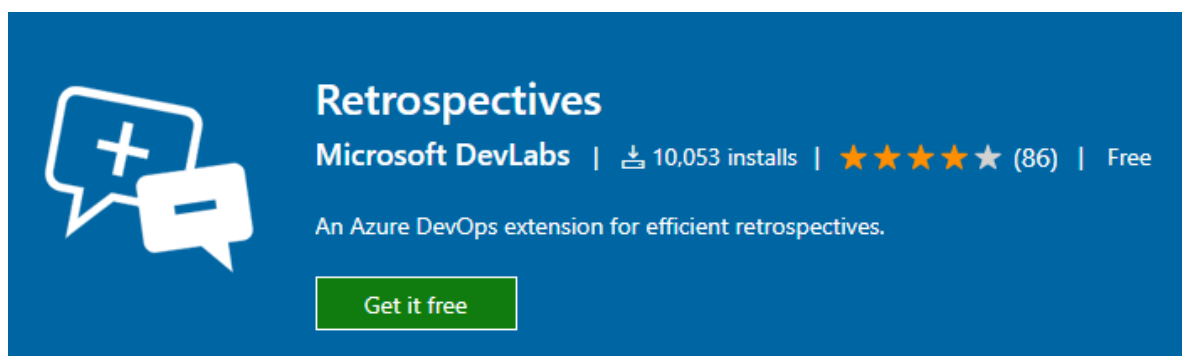 Retrospectives
Microsoft DevLabs | 10,053 installs | (86) | Free
An Azure DevOps extension for efficient retrospectives.
Get it free